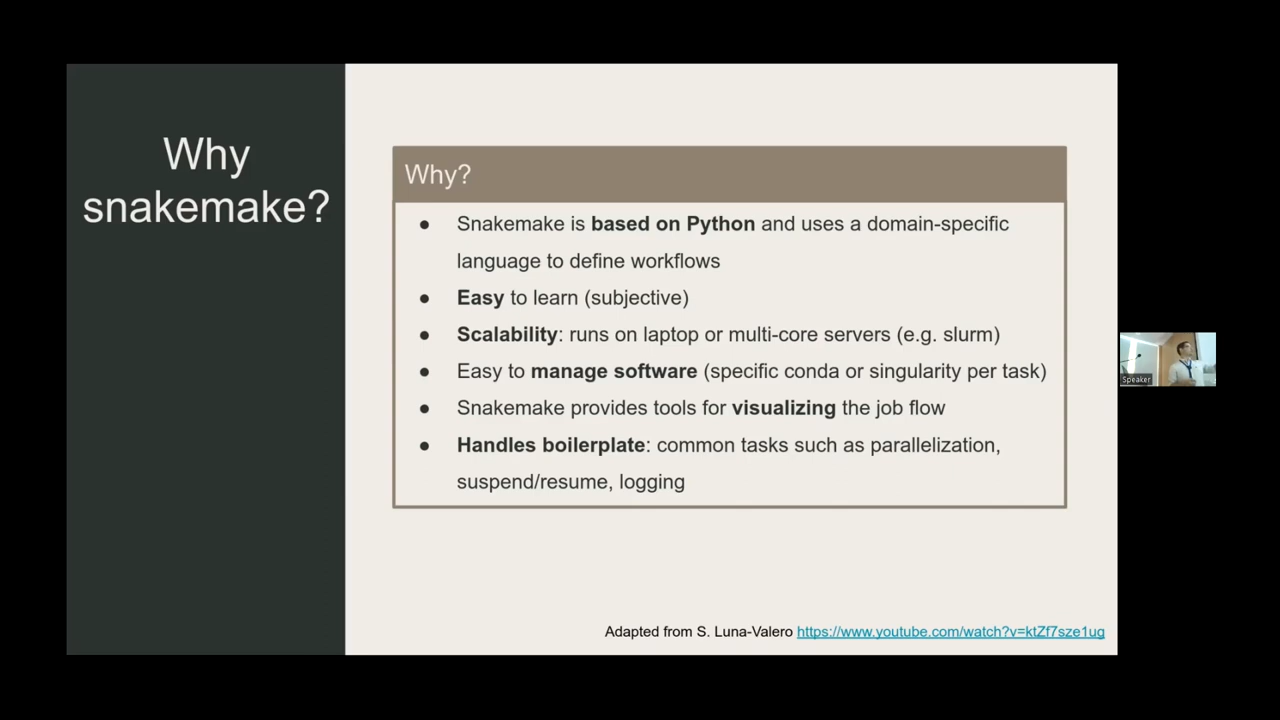 Why
snakemake?
Why?
● Snakemake is based on Python and uses a domain-specific
language to define workflows
● Easy to learn (subjective)
● Scalability: runs on laptop or multi-core servers (e.g. slurm)
● Easy to manage software (specific conda or singularity per task)
● Snakemake provides tools for visualizing the job flow
● Handles boilerplate: common tasks such as parallelization,
suspend/resume, logging
Adapted from S. Luna-Valero https://www.youtube.com/watch?v=ktZf7sze1ug
Speaker